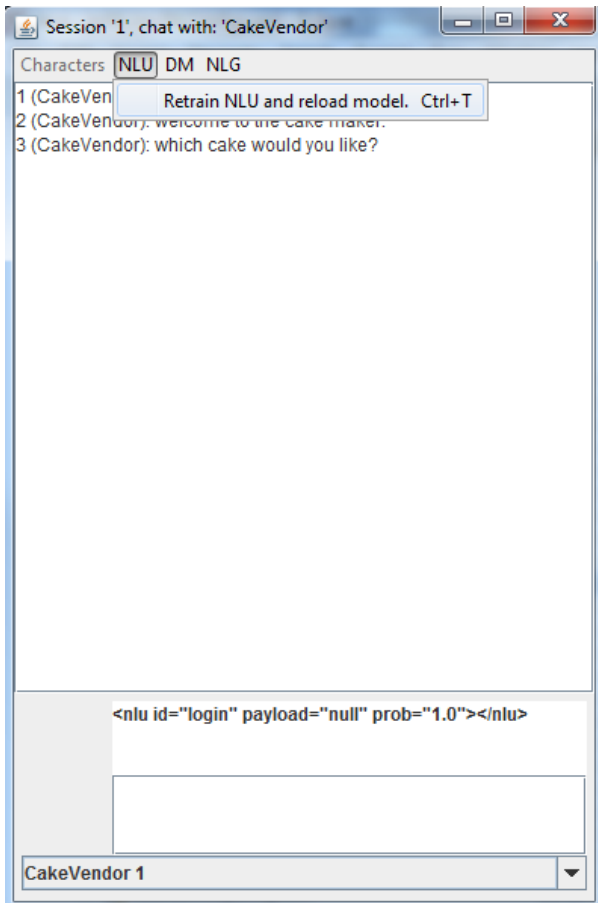 Session '1', chat with: 'CakeVendor'
Characters NLU DM NLG
Retrain NLU and reload model. Ctrl+T
1 (CakeVen
2 (CakeVendor): welcome to the cake maker.
3 (CakeVendor): which cake would you like?
<nlu id="login" payload="null" prob="1.0"></nlu>
CakeVendor 1